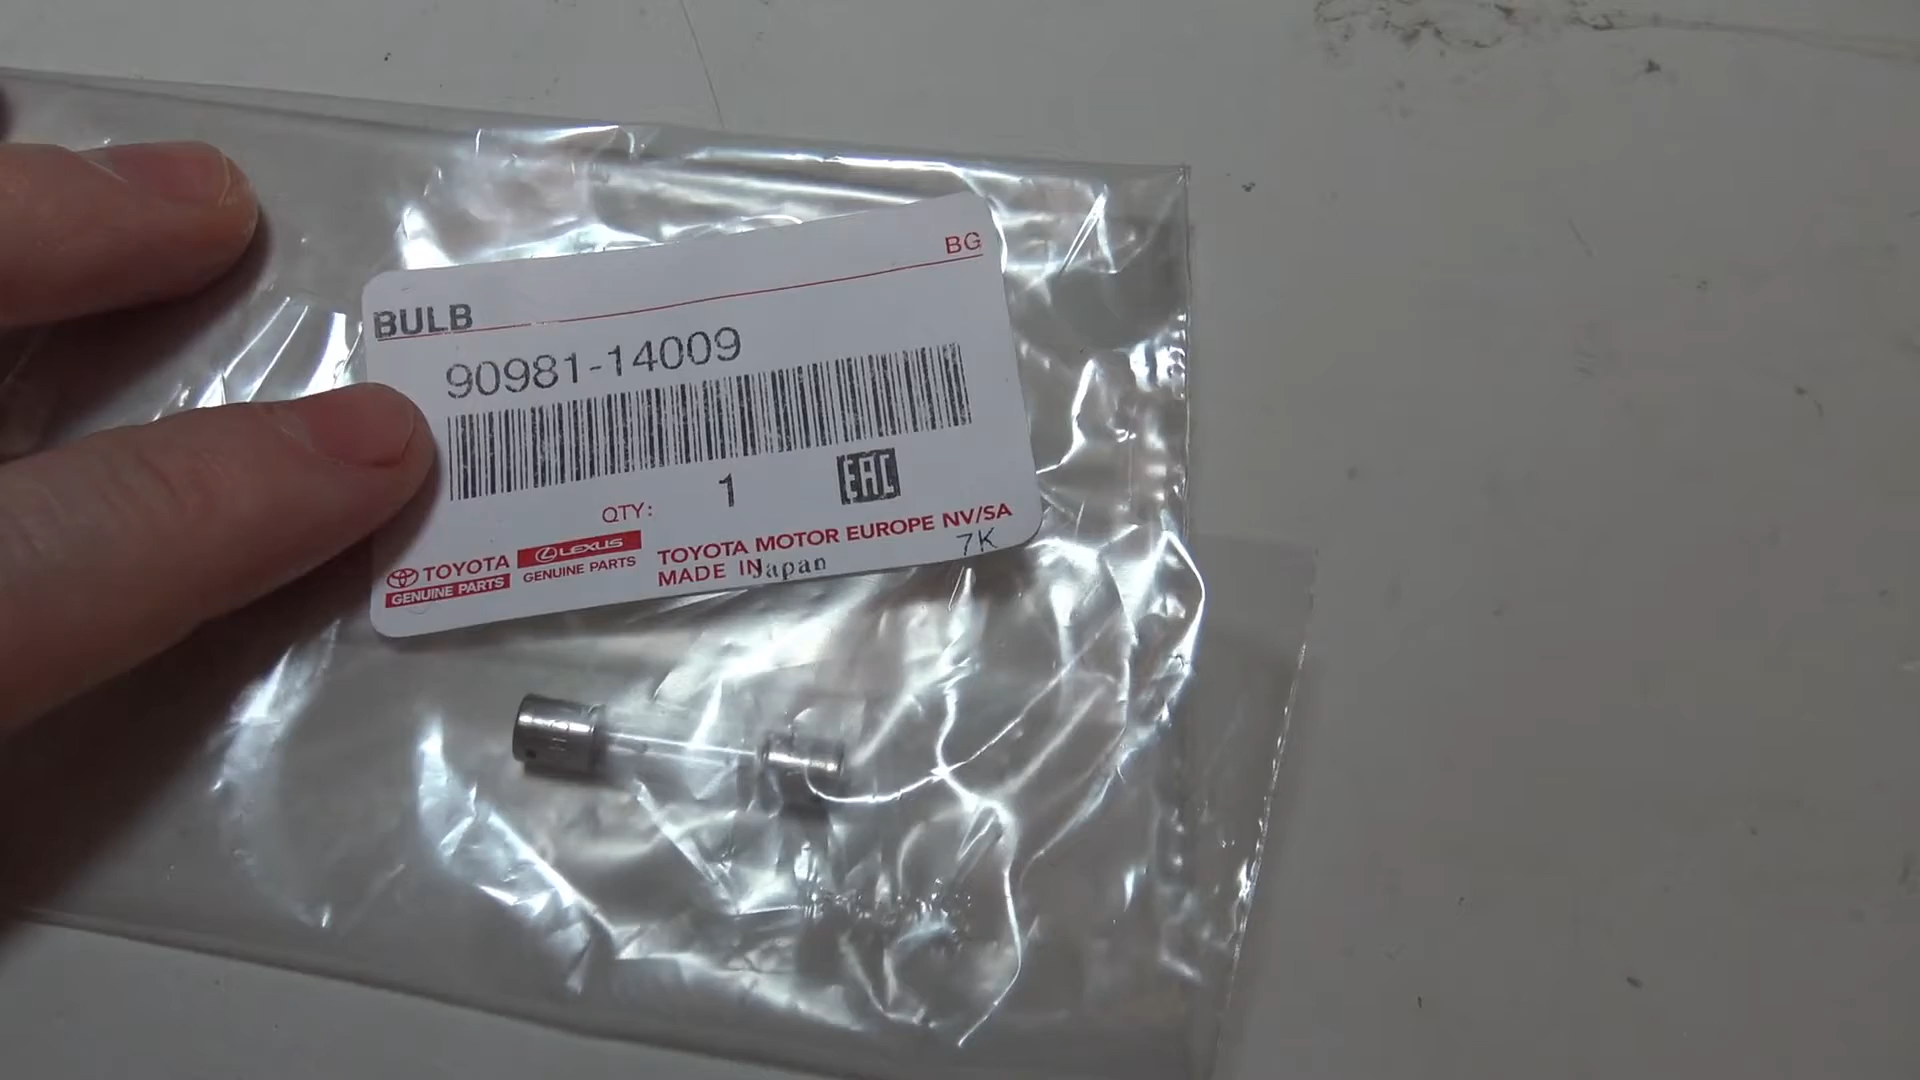 BG
BULB
90981-14009
QTY: 1
EAC
TOYOTA
GENUINE PARTS
LEXUS
GENUINE PARTS
TOYOTA MOTOR EUROPE NV/SA
MADE IN Japan
7K